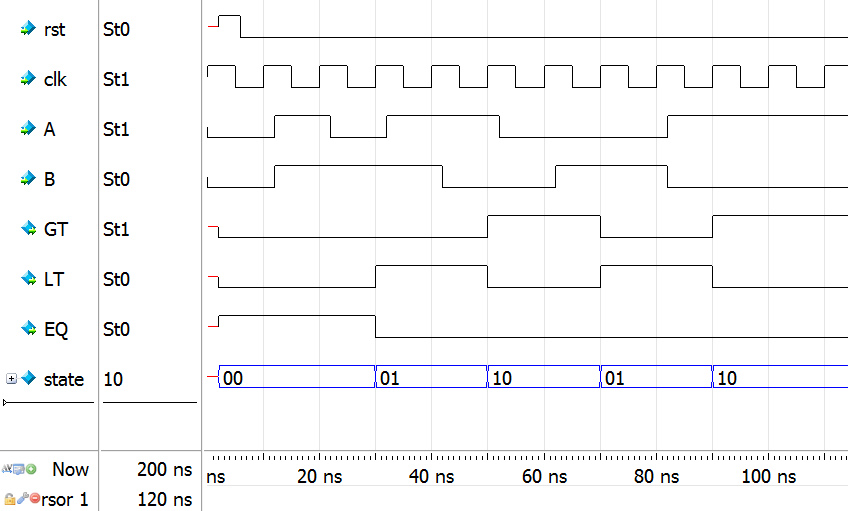 rst St0
clk St1
A St1
B St0
GT St1
LT St0
EQ St0
state 10 00 01 10 01 10
Now 200 ns ns 20 ns 40 ns 60 ns 80 ns 100 ns
rsor 1 120 ns